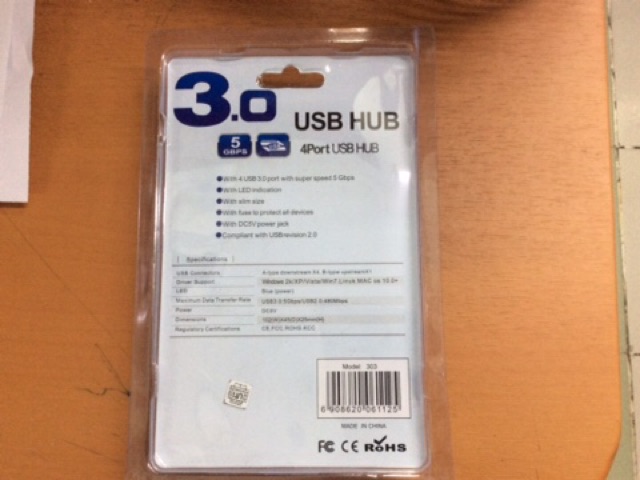 3.0
USB HUB
5
GBPS
4Port USB HUB
With 4 USB 3.0 port with super speed 5 Gbps
With LED indication
With slim size
With fuse to protect all devices
With DC5V power jack
Compliant with USBrevision 2.0
Specifications
USB Connectors A-type downstream X4, B-type upstreamX1
Driver Support Windows 2k/XP/Vista/Win7, Linux MAC os 10.0+
LED Blue (power)
Maximum Data Transfer Rate USB3.0:5Gbps/USB2.0:480Mbps
Power DC5V
Dimensions
Regulatory Certifications CE, FCC, ROHS,
Model: 303
6 908620 061125
MADE IN CHINA
FC CE RoHS